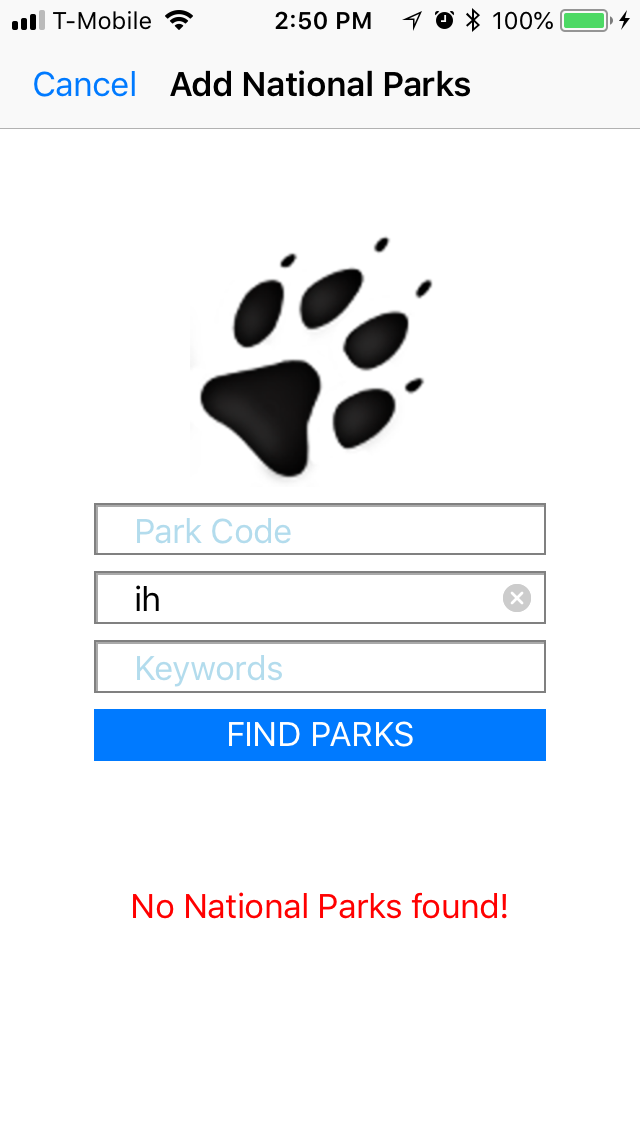 T-Mobile 2:50 PM 100%
Cancel Add National Parks
Park Code
ih
Keywords
FIND PARKS
No National Parks found!